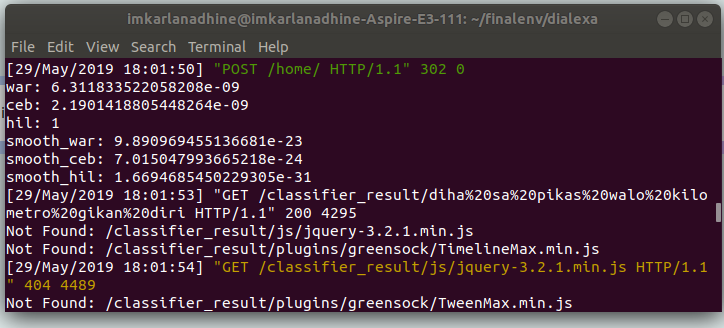 imkarlanadhine@imkarlanadhine-Aspire-E3-111: ~/finalenv/dialexa
File Edit View Search Terminal Help
[29/May/2019 18:01:50] "POST /home/ HTTP/1.1" 302 0
war: 6.311833522058208e-09
ceb: 2.1901418805448264e-09
hil: 1
smooth_war: 9.890969455136681e-23
smooth_ceb: 7.015047993665218e-24
smooth_hil: 1.6694685450229305e-31
[29/May/2019 18:01:53] "GET /classifier_result/diha%20sa%20pikas%20walo%20kilo
metro%20gikan%20diri HTTP/1.1" 200 4295
Not Found: /classifier_result/js/jquery-3.2.1.min.js
Not Found: /classifier_result/plugins/greensock/TimelineMax.min.js
[29/May/2019 18:01:54] "GET /classifier_result/js/jquery-3.2.1.min.js HTTP/1.1
" 404 4489
Not Found: /classifier_result/plugins/greensock/TweenMax.min.js